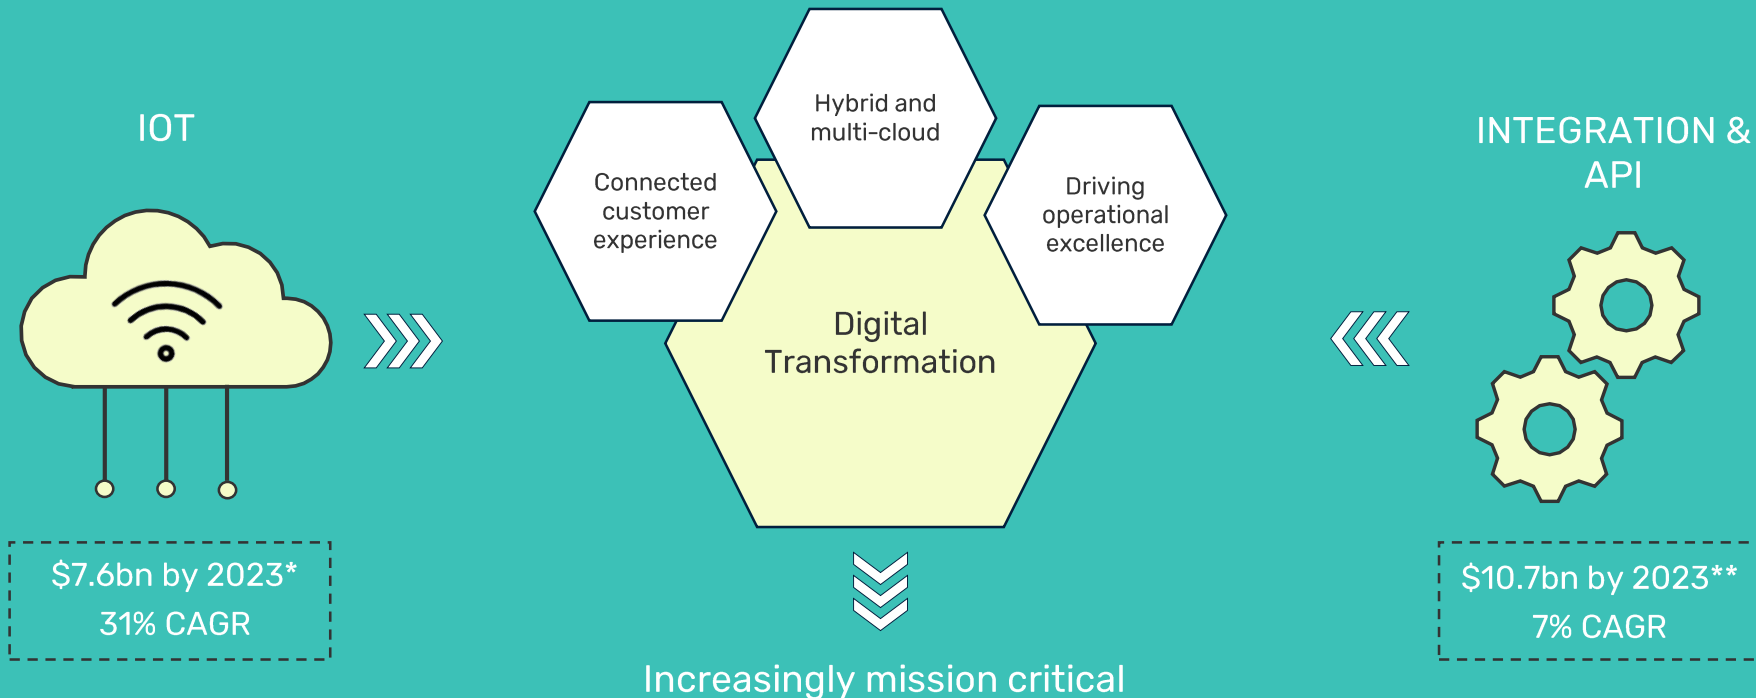 IOT
$7.6bn by 2023*
31% CAGR
Hybrid and
multi-cloud
Connected
customer
experience
Driving
operational
excellence
Digital
Transformation
Increasingly mission critical
INTEGRATION &
API
$10.7bn by 2023**
7% CAGR